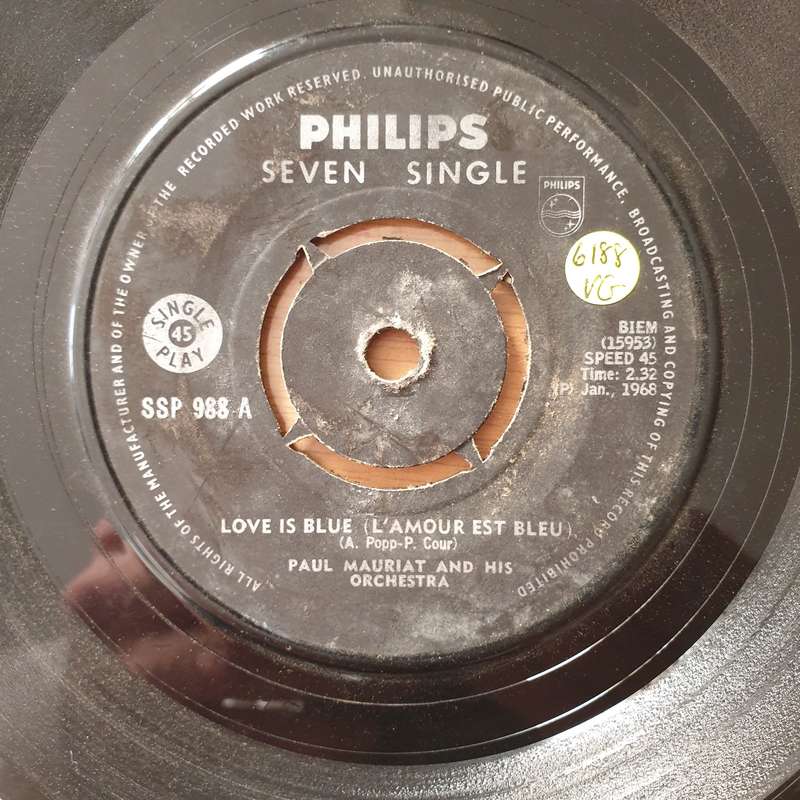 ALL RIGHTS OF THE MANUFACTURER AND OF THE OWNER OF THE RECORDED WORK RESERVED. UNAUTHORISED PUBLIC PERFORMANCE, BROADCASTING AND COPYING OF THIS RECORD PROHIBITED
PHILIPS
SEVEN SINGLE
PHILIPS
6188
VG
SINGLE
45
PLAY
BIEM
(15953)
SPEED 45
Time: 2.32
(P) Jan., 1968
SSP 988 A
LOVE IS BLUE (L'AMOUR EST BLEU)
(A. Popp-P. Cour)
PAUL MAURIAT AND HIS
ORCHESTRA